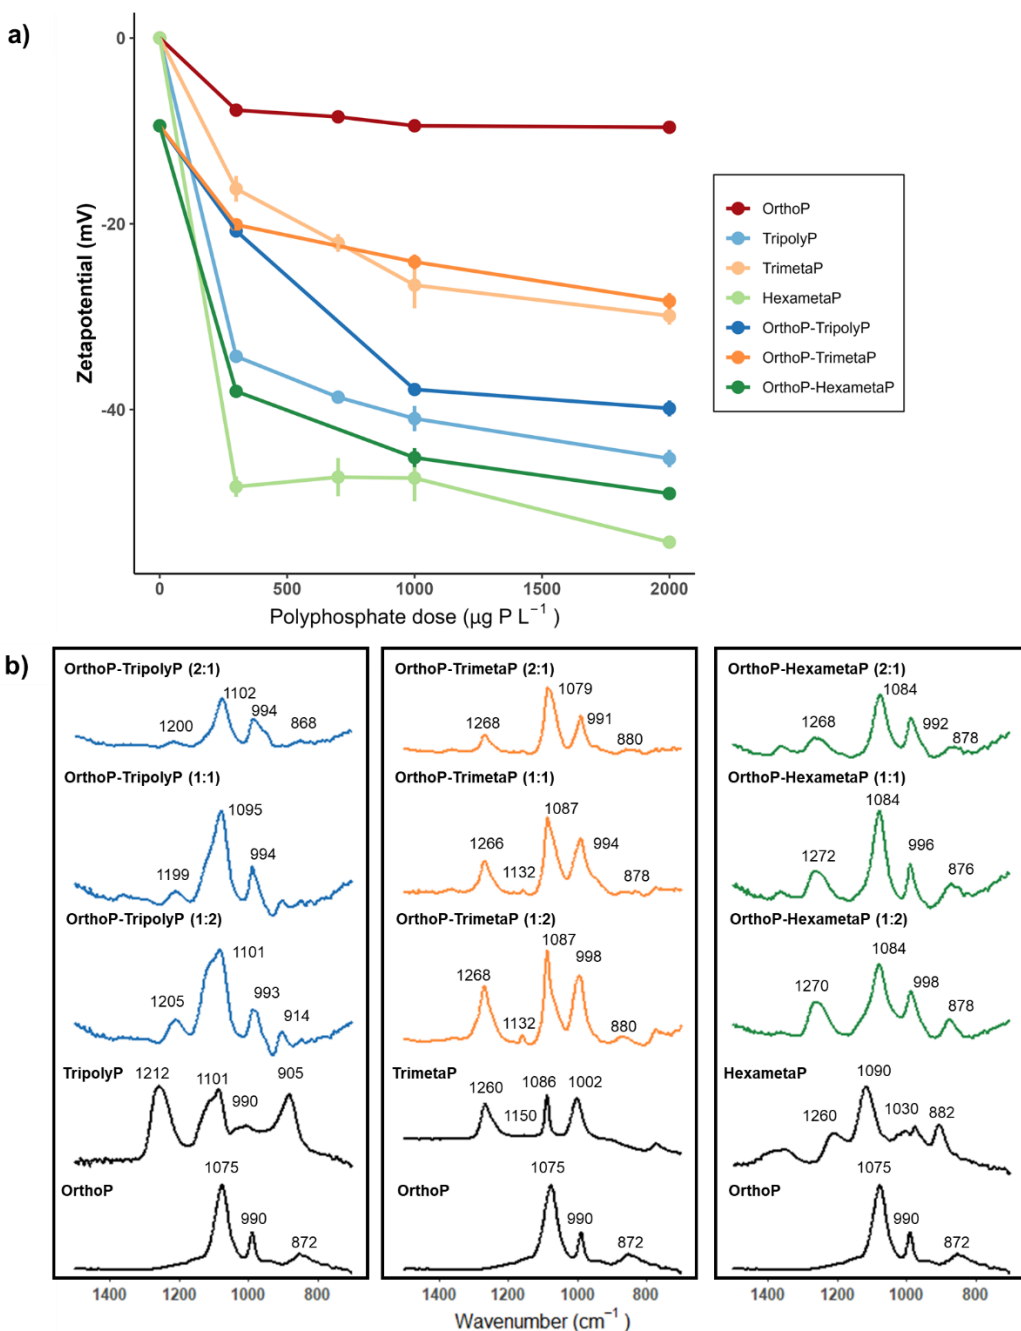 a)
0
-20
-40
Zetapotential (mV)
0 500 1000 1500 2000
Polyphosphate dose (µg P L⁻¹ )
OrthoP
TripolyP
TrimetaP
HexametaP
OrthoP-TripolyP
OrthoP-TrimetaP
OrthoP-HexametaP
b)
OrthoP-TripolyP (2:1)
1200 1102 994 868
OrthoP-TripolyP (1:1)
1199 1095 994
OrthoP-TripolyP (1:2)
1205 1101 993 914
TripolyP
1212 1101 990 905
OrthoP
1075 990 872
1400 1200 1000 800
OrthoP-TrimetaP (2:1)
1268 1079 991 880
OrthoP-TrimetaP (1:1)
1266 1132 1087 994 878
OrthoP-TrimetaP (1:2)
1268 1132 1087 998 880
TrimetaP
1260 1150 1086 1002
OrthoP
1075 990 872
1400 1200 1000 800
OrthoP-HexametaP (2:1)
1268 1084 992 878
OrthoP-HexametaP (1:1)
1272 1084 996 876
OrthoP-HexametaP (1:2)
1270 1084 998 878
HexametaP
1260 1090 1030 882
OrthoP
1075 990 872
1400 1200 1000 800
Wavenumber (cm⁻¹)